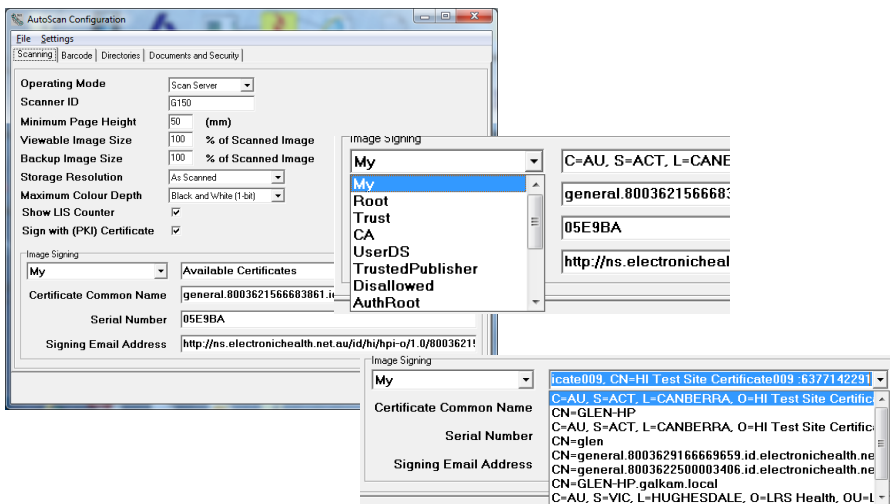 AutoScan Configuration
File Settings
Scanning Barcode Directories Documents and Security
Operating Mode Scan Server
Scanner ID G150
Minimum Page Height 50 (mm)
Viewable Image Size 100 % of Scanned Image
Backup Image Size 100 % of Scanned Image
Storage Resolution As Scanned
Maximum Colour Depth Black and White (1-bit)
Show LIS Counter
Sign with (PKI) Certificate
Image Signing
My Available Certificates
Certificate Common Name general.8003621566683861.i
Serial Number 05E9BA
Signing Email Address http://ns.electronichealth.net.au/id/hi/hpi-o/1.0/8003621
Image Signing
My C=AU, S=ACT, L=CANBE
My
Root
Trust
CA
UserDS
TrustedPublisher
Disallowed
AuthRoot
general.800362156668
05E9BA
http://ns.electronicheal
Image Signing
My icate009, CN=HI Test Site Certificate009 :6377142291
Certificate Common Name
Serial Number
Signing Email Address
C=AU, S=ACT, L=CANBERRA, O=HI Test Site Certific
CN=GLEN-HP
C=AU, S=ACT, L=CANBERRA, O=HI Test Site Certific
CN=glen
CN=general.8003629166669659.id.electronichealth.ne
CN=general.8003622500003406.id.electronichealth.ne
CN=GLEN-HP.galkam.local
C=AU, S=VIC, L=HUGHESDALE, O=LRS Health, OU=L